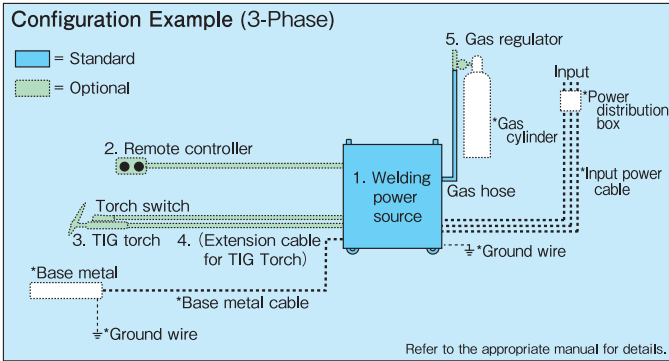 Configuration Example (3-Phase)
= Standard
= Optional
5. Gas regulator
Input
*Power
distribution
box
*Gas
cylinder
2. Remote controller
1. Welding
power
source
*Input power
cable
Gas hose
Torch switch
3. TIG torch
4. (Extension cable
for TIG Torch)
*Ground wire
*Base metal
*Base metal cable
*Ground wire
Refer to the appropriate manual for details.